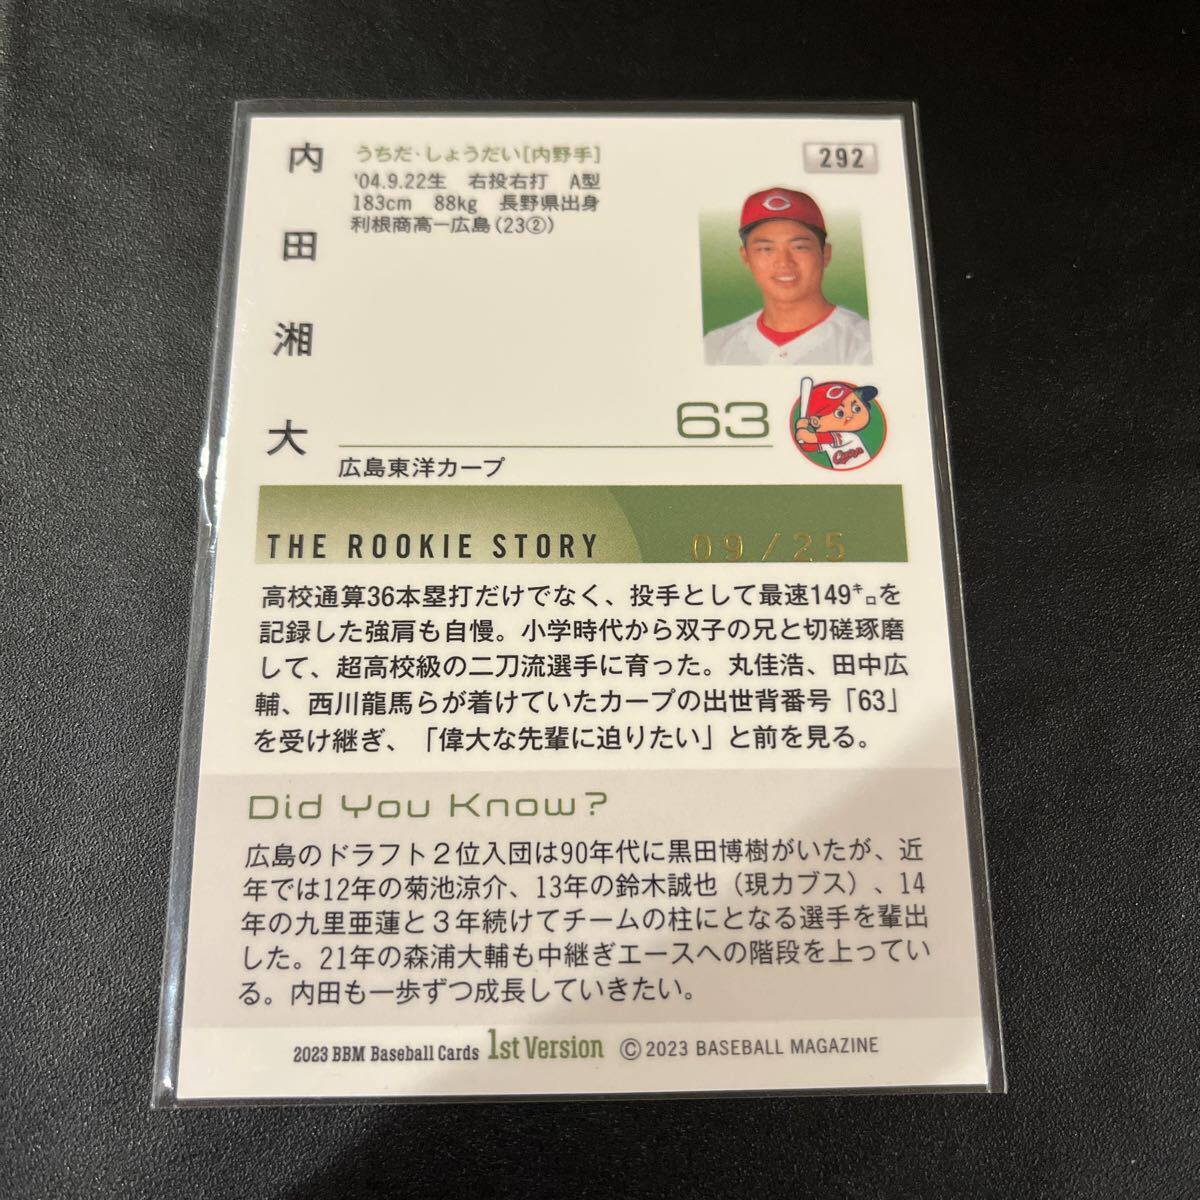 内田湘大
うちだ・しょうだい[内野手]
'04.9.22生 右投右打 A型
183cm 88kg 長野県出身
利根商高ー広島(23②)
292
63
広島東洋カープ
THE ROOKIE STORY
09/25
高校通算36本塁打だけでなく、投手として最速149㌔を
記録した強肩も自慢。小学時代から双子の兄と切磋琢磨
して、超高校級の二刀流選手に育った。丸佳浩、田中広
輔、西川龍馬らが着けていたカープの出世背番号「63」
を受け継ぎ、「偉大な先輩に迫りたい」と前を見る。
Did You Know?
広島のドラフト2位入団は90年代に黒田博樹がいたが、近
年では12年の菊池涼介、13年の鈴木誠也(現カブス)、14
年の九里亜蓮と3年続けてチームの柱にとなる選手を輩出
した。21年の森浦大輔も中継ぎエースへの階段を上ってい
る。内田も一歩ずつ成長していきたい。
2023 BBM Baseball Cards 1st Version © 2023 BASEBALL MAGAZINE